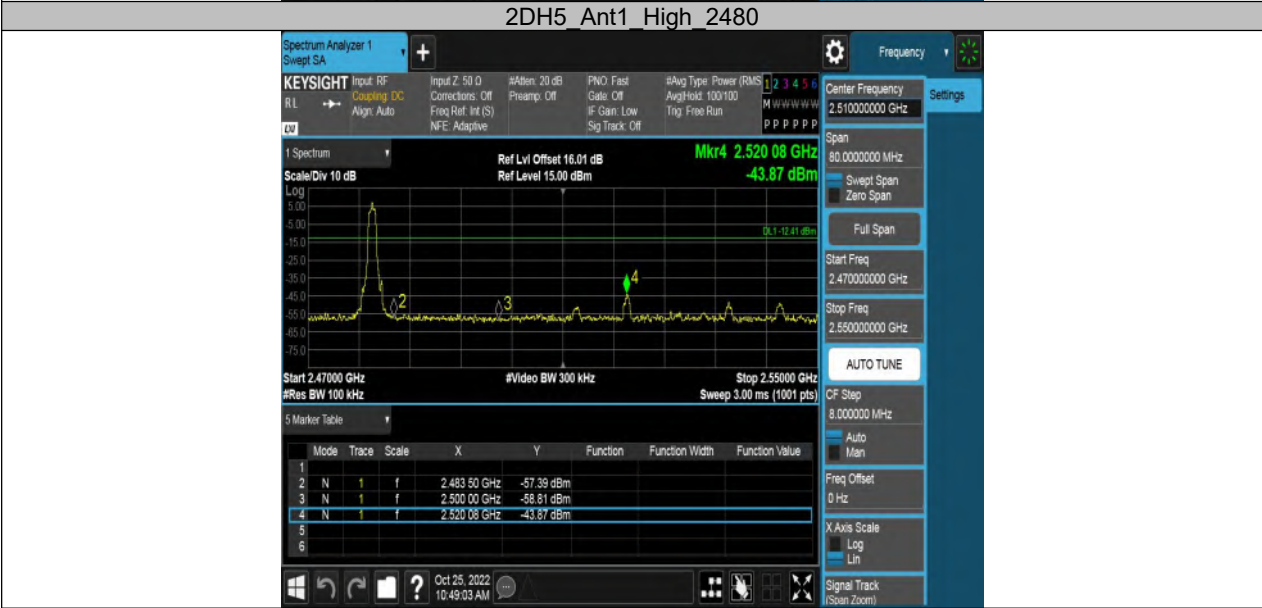 2DH5_Ant1_High_2480
Spectrum Analyzer 1
Swept SA
Frequency
KEYSIGHT
RL
LXI
Input: RF
Coupling: DC
Align: Auto
Input Z: 50 Ω
Corrections: Off
Freq Ref: Int (S)
NFE: Adaptive
#Atten: 20 dB
Preamp: Off
PNO: Fast
Gate: Off
IF Gain: Low
Sig Track: Off
#Avg Type: Power (RMS
Avg|Hold: 100/100
Trig: Free Run
1 2 3 4 5 6
M W W W W W
P P P P P P
1 Spectrum
Scale/Div 10 dB
Ref Lvl Offset 16.01 dB
Ref Level 15.00 dBm
Mkr4 2.520 08 GHz
-43.87 dBm
Log
5.00
-5.00
-15.0
-25.0
-35.0
-45.0
-55.0
-65.0
-75.0
DL1 -12.41 dBm
2
3
4
Start 2.47000 GHz
#Res BW 100 kHz
#Video BW 300 kHz
Stop 2.55000 GHz
Sweep 3.00 ms (1001 pts)
5 Marker Table
Mode Trace Scale X Y Function Function Width Function Value
1
2 N 1 f 2.483 50 GHz -57.39 dBm
3 N 1 f 2.500 00 GHz -58.81 dBm
4 N 1 f 2.520 08 GHz -43.87 dBm
5
6
Oct 25, 2022
10:49:03 AM
Center Frequency
2.510000000 GHz
Settings
Span
80.0000000 MHz
Swept Span
Zero Span
Full Span
Start Freq
2.470000000 GHz
Stop Freq
2.550000000 GHz
AUTO TUNE
CF Step
8.000000 MHz
Auto
Man
Freq Offset
0 Hz
X Axis Scale
Log
Lin
Signal Track
(Span Zoom)